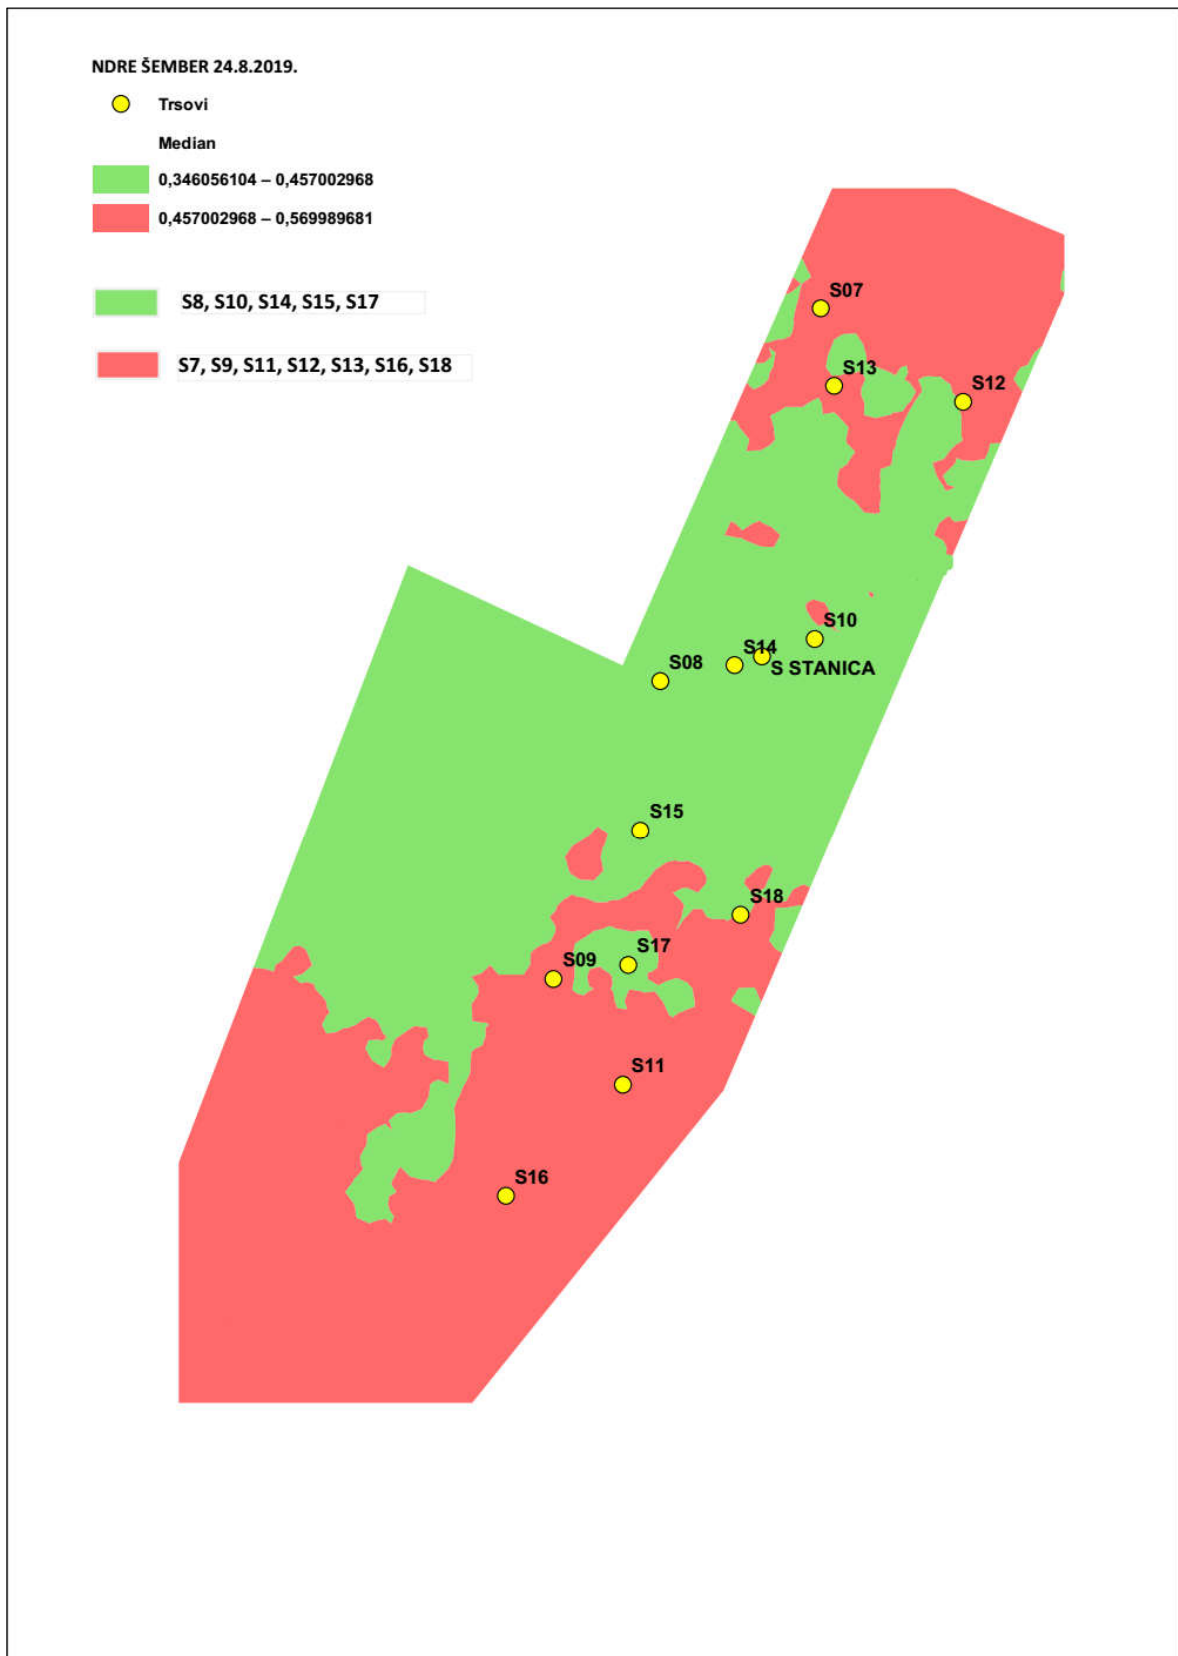 NDRE ŠEMBER 24.8.2019.
Trsovi
Median
0,346056104 – 0,457002968
0,457002968 – 0,569989681
S8, S10, S14, S15, S17
S7, S9, S11, S12, S13, S16, S18
S07
S13
S12
S10
S14
S08
S STANICA
S15
S18
S17
S09
S11
S16